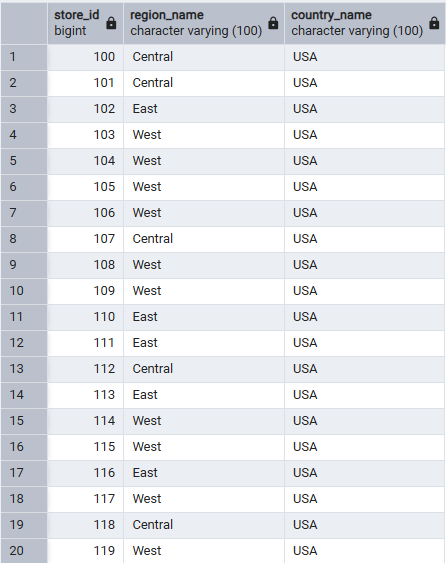 store_id region_name country_name
bigint character varying (100) character varying (100)
1 100 Central USA
2 101 Central USA
3 102 East USA
4 103 West USA
5 104 West USA
6 105 West USA
7 106 West USA
8 107 Central USA
9 108 West USA
10 109 West USA
11 110 East USA
12 111 East USA
13 112 Central USA
14 113 East USA
15 114 West USA
16 115 West USA
17 116 East USA
18 117 West USA
19 118 Central USA
20 119 West USA